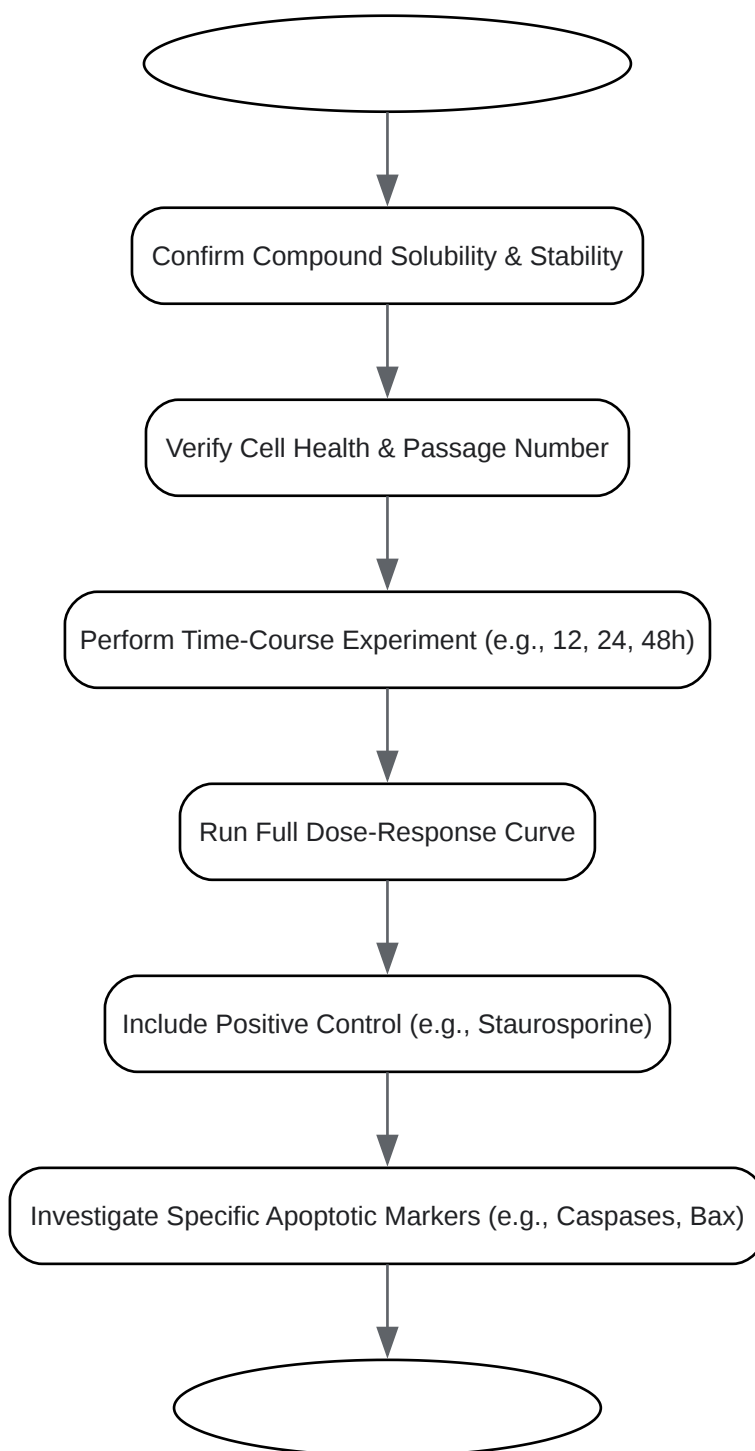 Confirm Compound Solubility & Stability
Verify Cell Health & Passage Number
Perform Time-Course Experiment (e.g., 12, 24, 48h)
Run Full Dose-Response Curve
Include Positive Control (e.g., Staurosporine)
Investigate Specific Apoptotic Markers (e.g., Caspases, Bax)